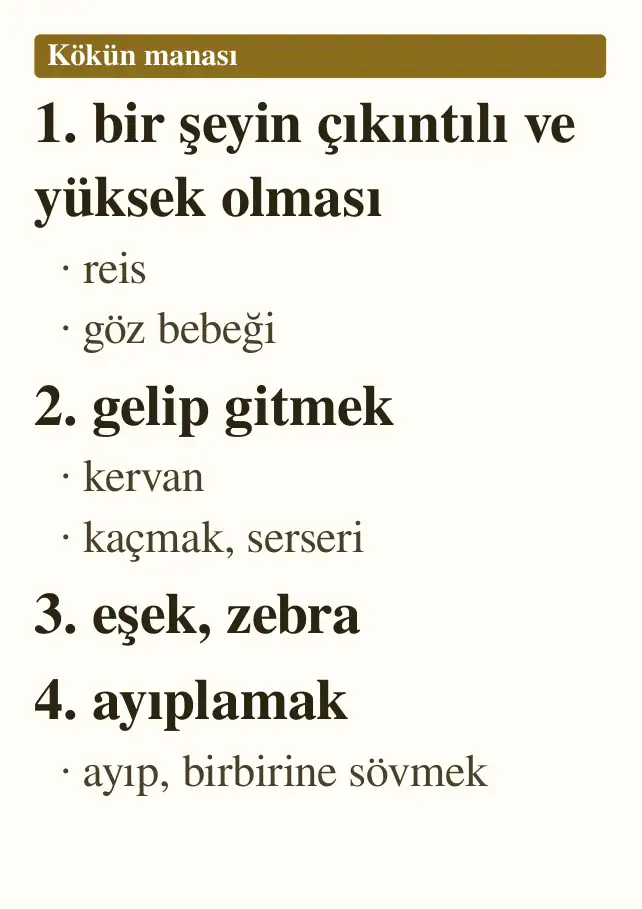 Kökün manası
1. bir şeyin çıkıntılı ve
yüksek olması
· reis
· göz bebeği
2. gelip gitmek
· kervan
· kaçmak, serseri
3. eşek, zebra
4. ayıplamak
· ayıp, birbirine sövmek